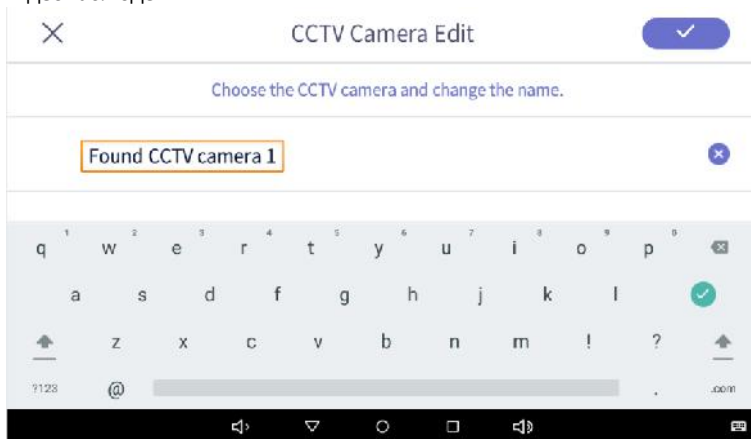 CCTV Camera Edit
Choose the CCTV camera and change the name.
Found CCTV camera 1
q 1 w 2 e 3 r 4 t 5 y 6 u 7 i 8 o 9 p 0
a s d f g h j k l
z x c v b n m ! ?
?123 @ . .com